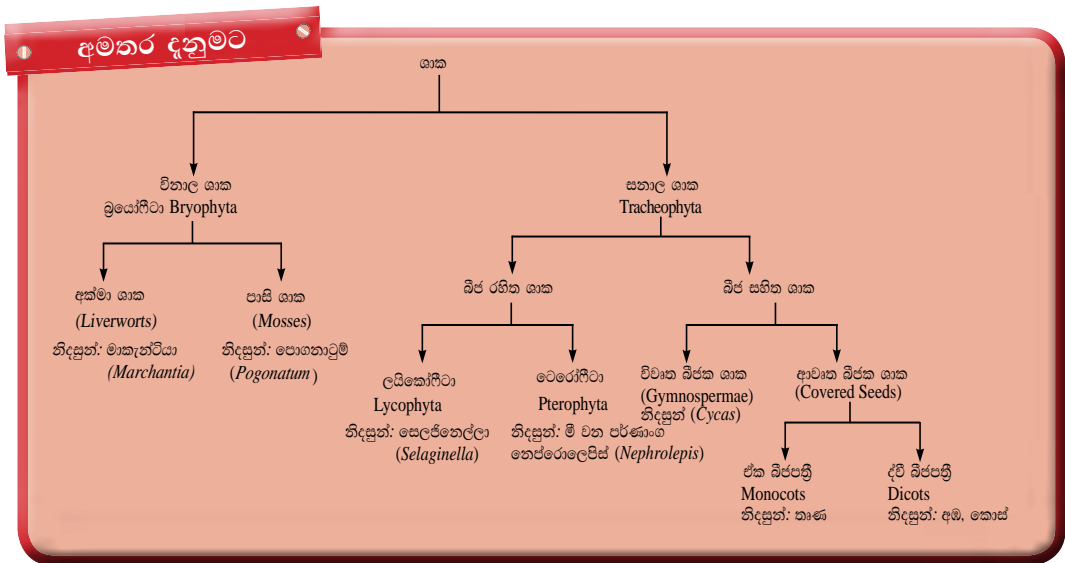 අමතර දැනුමට
ශාක
විනාල ශාක
බ්‍රයෝෆීටා Bryophyta
සනාල ශාක
Tracheophyta
අක්මා ශාක
(Liverworts)
නිදසුන්: මාකැන්ටියා
(Marchantia)
පාසි ශාක
(Mosses)
නිදසුන්: පොගනාටුම්
(Pogonatum )
බීජ රහිත ශාක
බීජ සහිත ශාක
ලයිකෝෆීටා
Lycophyta
නිදසුන්: සෙලජිනෙල්ලා
(Selaginella)
ටෙරෝෆීටා
Pterophyta
නිදසුන්: මී වන පර්ණාංග
නෙප්රොලෙපිස් (Nephrolepis)
විවෘත බීජක ශාක
(Gymnospermae)
නිදසුන් (Cycas)
ආවෘත බීජක ශාක
(Covered Seeds)
ඒක බීජපත්‍රී
Monocots
නිදසුන්: තෘණ
ද්වි බීජපත්‍රී
Dicots
නිදසුන්: අඹ, කොස්